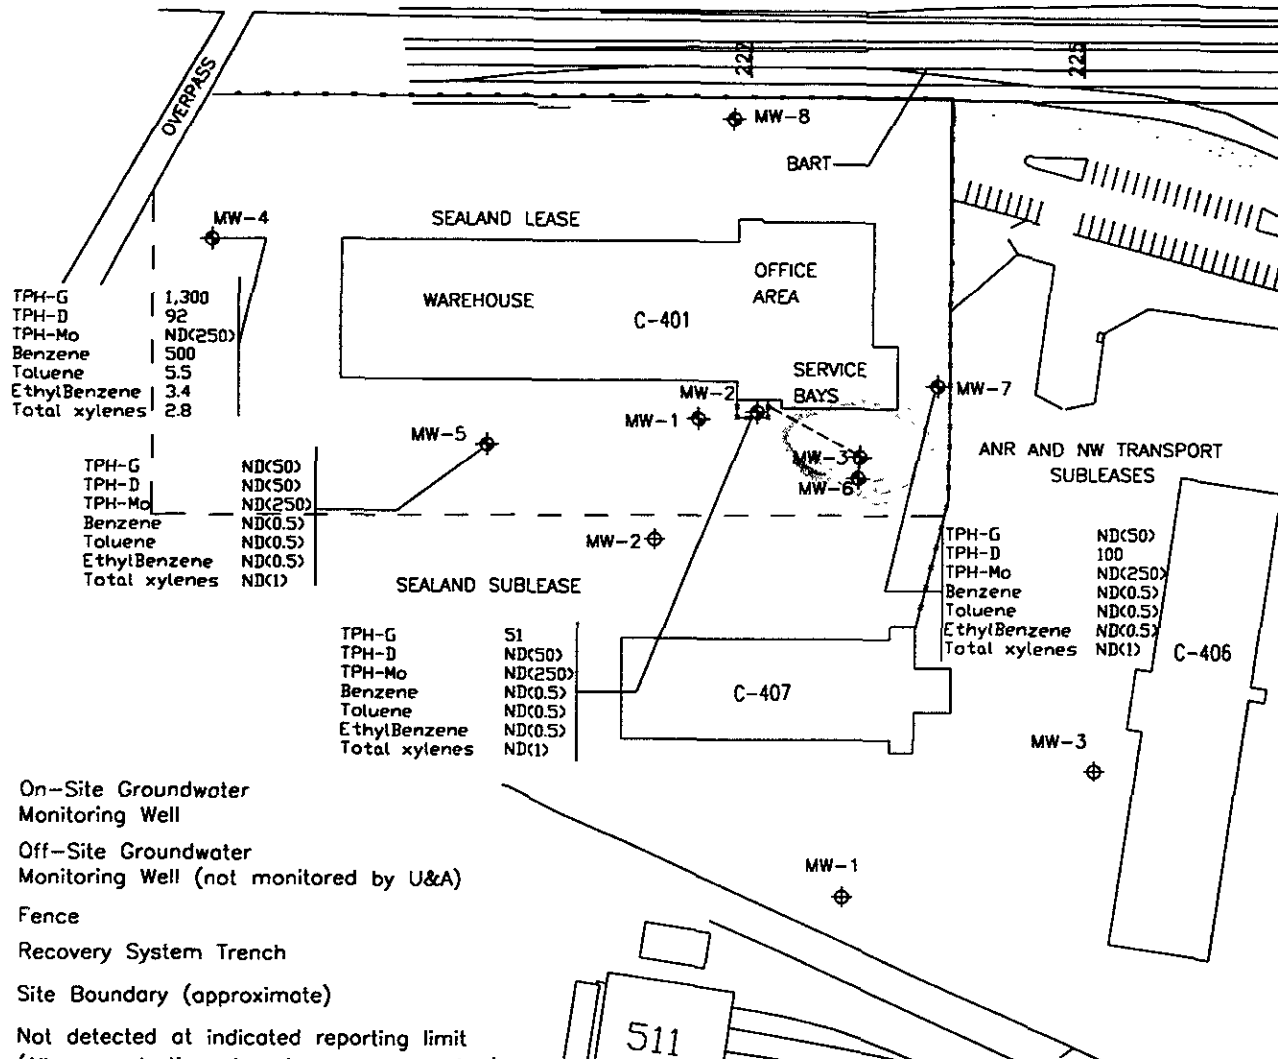 OVERPASS
222
225
MW-8
BART
MW-4
SEALAND LEASE
OFFICE
AREA
WAREHOUSE
C-401
SERVICE
BAYS
TPH-G 1,300
TPH-D 92
TPH-Mo ND(250)
Benzene 500
Toluene 5.5
EthylBenzene 3.4
Total xylenes 2.8
MW-2
MW-1
MW-7
MW-5
MW-3
MW-6
ANR AND NW TRANSPORT
SUBLEASES
TPH-G ND(50)
TPH-D ND(50)
TPH-Mo ND(250)
Benzene ND(0.5)
Toluene ND(0.5)
EthylBenzene ND(0.5)
Total xylenes ND(1)
MW-2
SEALAND SUBLEASE
TPH-G ND(50)
TPH-D 100
TPH-Mo ND(250)
Benzene ND(0.5)
Toluene ND(0.5)
EthylBenzene ND(0.5)
Total xylenes ND(1)
C-406
TPH-G 51
TPH-D ND(50)
TPH-Mo ND(250)
Benzene ND(0.5)
Toluene ND(0.5)
EthylBenzene ND(0.5)
Total xylenes ND(1)
C-407
MW-3
MW-1
On-Site Groundwater
Monitoring Well
Off-Site Groundwater
Monitoring Well (not monitored by U&A)
Fence
Recovery System Trench
Site Boundary (approximate)
Not detected at indicated reporting limit
511